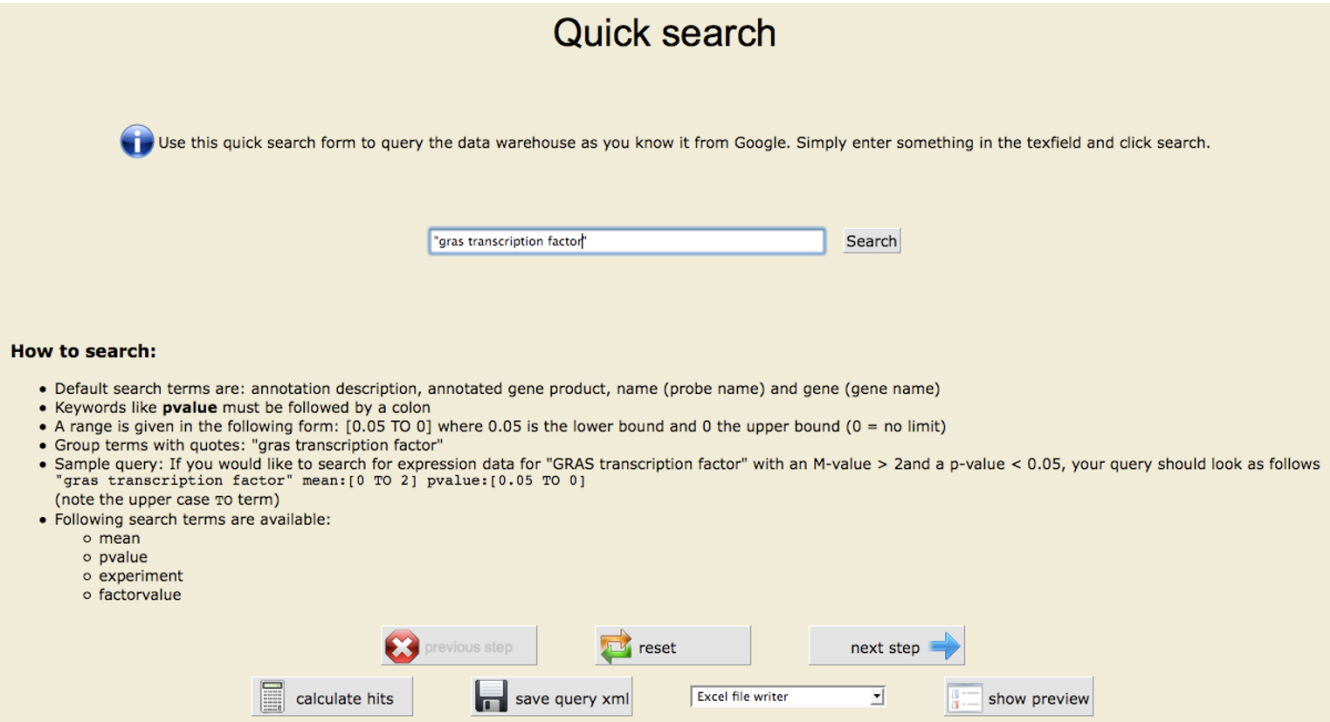 Quick search
Use this quick search form to query the data warehouse as you know it from Google. Simply enter something in the texfield and click search.
"gras transcription factor"
Search
How to search:
• Default search terms are: annotation description, annotated gene product, name (probe name) and gene (gene name)
• Keywords like pvalue must be followed by a colon
• A range is given in the following form: [0.05 TO 0] where 0.05 is the lower bound and 0 the upper bound (0 = no limit)
• Group terms with quotes: "gras transcription factor"
• Sample query: If you would like to search for expression data for "GRAS transcription factor" with an M-value > 2and a p-value < 0.05, your query should look as follows
"gras transcription factor" mean:[0 TO 2] pvalue:[0.05 TO 0]
(note the upper case TO term)
• Following search terms are available:
mean
pvalue
experiment
factorvalue
previous step
reset
next step
calculate hits
save query xml
Excel file writer
show preview